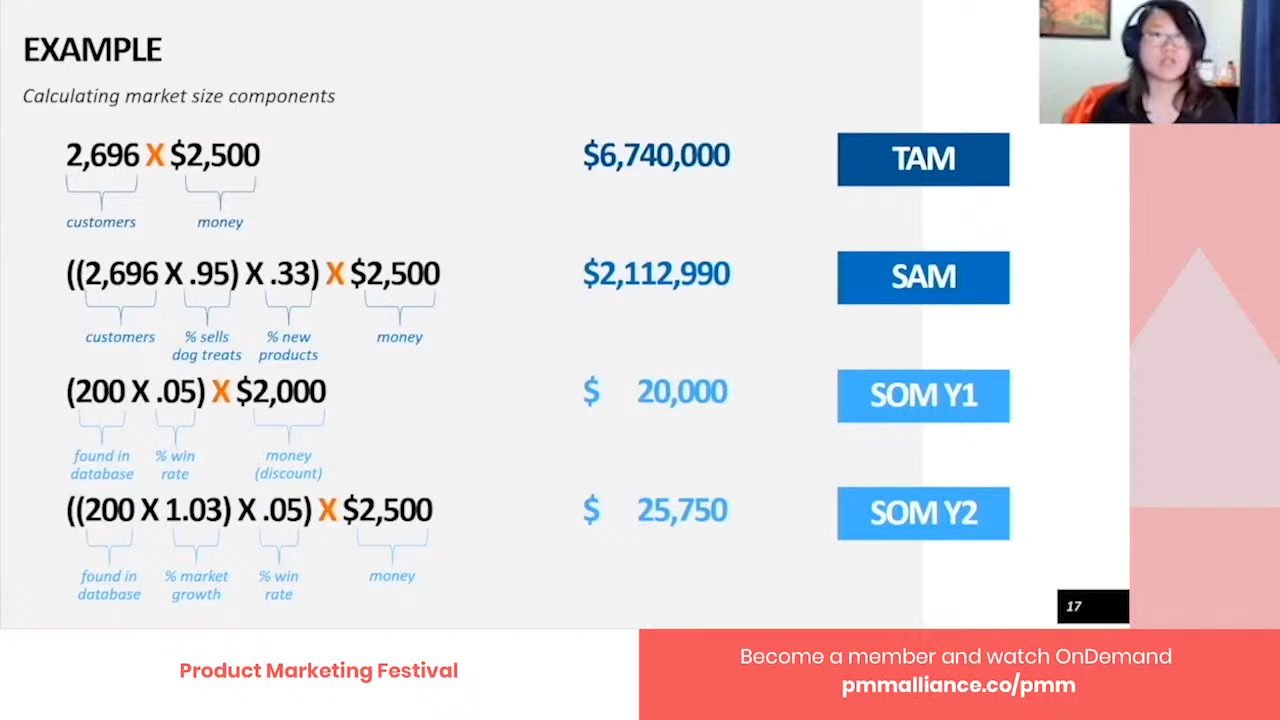 EXAMPLE
Calculating market size components
2,696 X $2,500 $6,740,000 TAM
customers money
((2,696 X .95) X .33) X $2,500 $2,112,990 SAM
customers % sells % new money
dog treats products
(200 X .05) X $2,000 $ 20,000 SOM Y1
found in % win money
database rate (discount)
((200 X 1.03) X .05) X $2,500 $ 25,750 SOM Y2
found in % market % win money
database growth rate
17
Product Marketing Festival
Become a member and watch OnDemand
pmmalliance.co/pmm